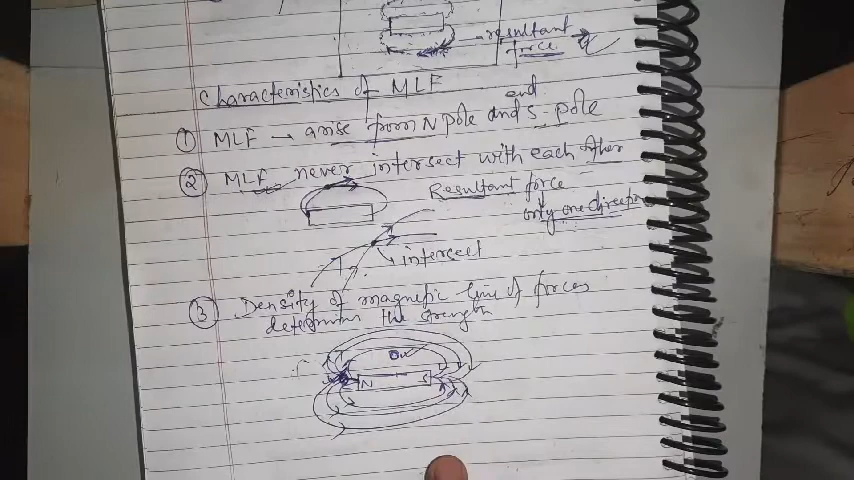 resultant
force
Characteristics of MLF
end
① MLF → arise from N pole and S-pole
② MLF never intersect with each other
Resultant force
only one direction
intersect
③ Density of magnetic line of forces
determines the strength
N S